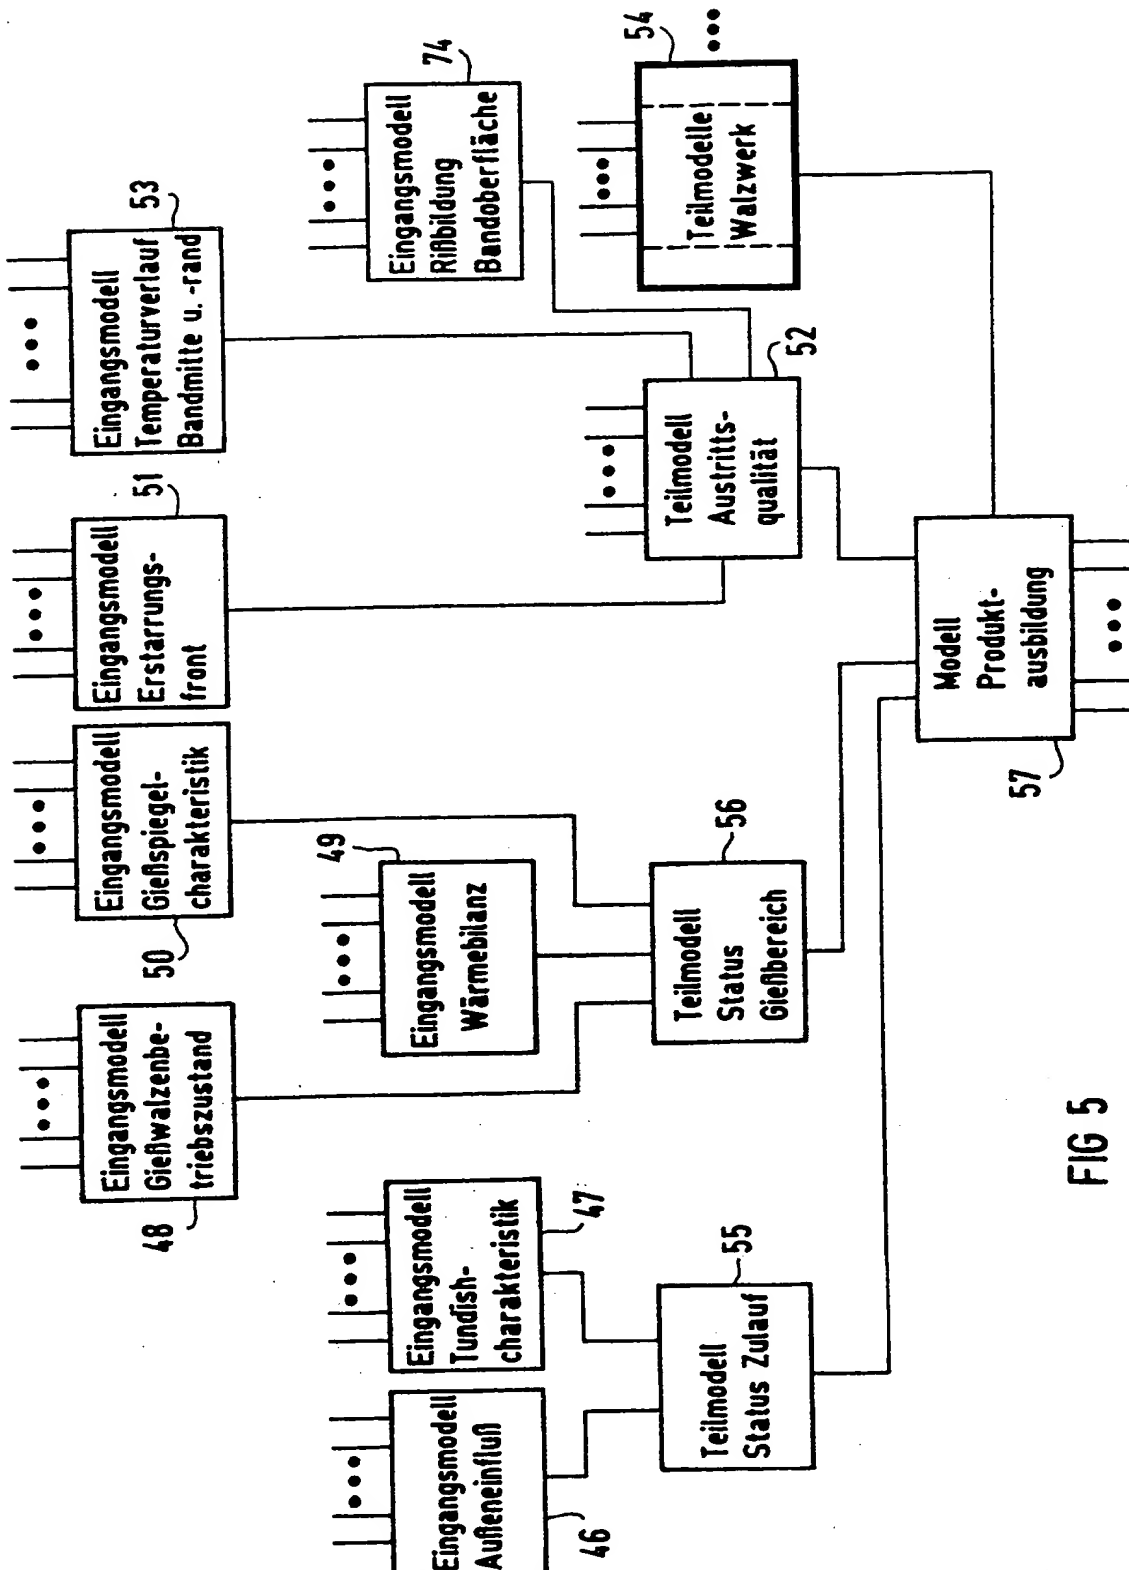 Eingangsmodell
Außeneinfluß
46
Eingangsmodell
Tundish-
charakteristik
47
Eingangsmodell
Gießwalzenbe-
triebszustand
48
Eingangsmodell
Wärmebilanz
49
Eingangsmodell
Gießspiegel-
charakteristik
50
Eingangsmodell
Erstarrungs-
front
51
Eingangsmodell
Temperaturverlauf
Bandmitte u. -rand
53
Eingangsmodell
Rißbildung
Bandoberfläche
74
Teilmodell
Status Zulauf
55
Teilmodell
Status
Gießbereich
56
Teilmodell
Austritts-
qualität
52
Teilmodelle
Walzwerk
54
Modell
Produkt-
ausbildung
57
FIG 5